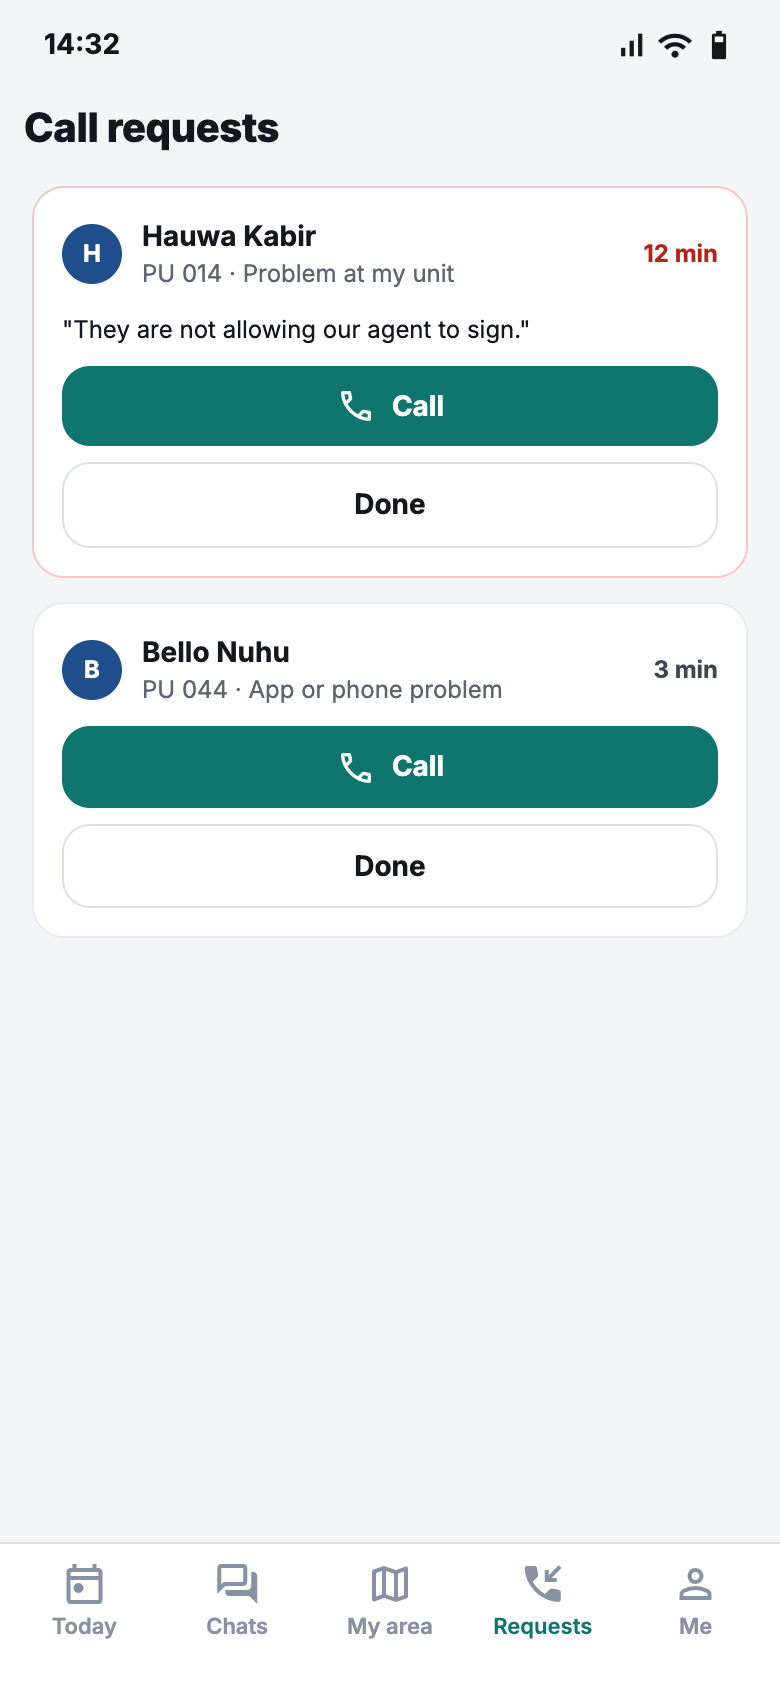 14:32
Call requests
H
Hauwa Kabir
12 min
PU 014 · Problem at my unit
"They are not allowing our agent to sign."
Call
Done
B
Bello Nuhu
3 min
PU 044 · App or phone problem
Call
Done
Today
Chats
My area
Requests
Me